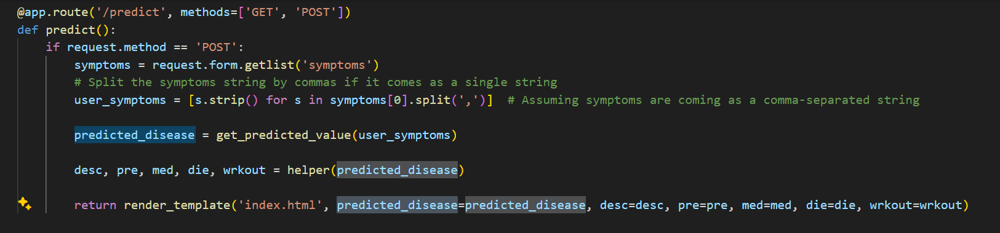 @app.route('/predict', methods=['GET', 'POST'])
def predict():
    if request.method == 'POST':
        symptoms = request.form.getlist('symptoms')
        # Split the symptoms string by commas if it comes as a single string
        user_symptoms = [s.strip() for s in symptoms[0].split(',')]  # Assuming symptoms are coming as a comma-separated string
        predicted_disease = get_predicted_value(user_symptoms)
        desc, pre, med, die, wrkout = helper(predicted_disease)
        return render_template('index.html', predicted_disease=predicted_disease, desc=desc, pre=pre, med=med, die=die, wrkout=wrkout)